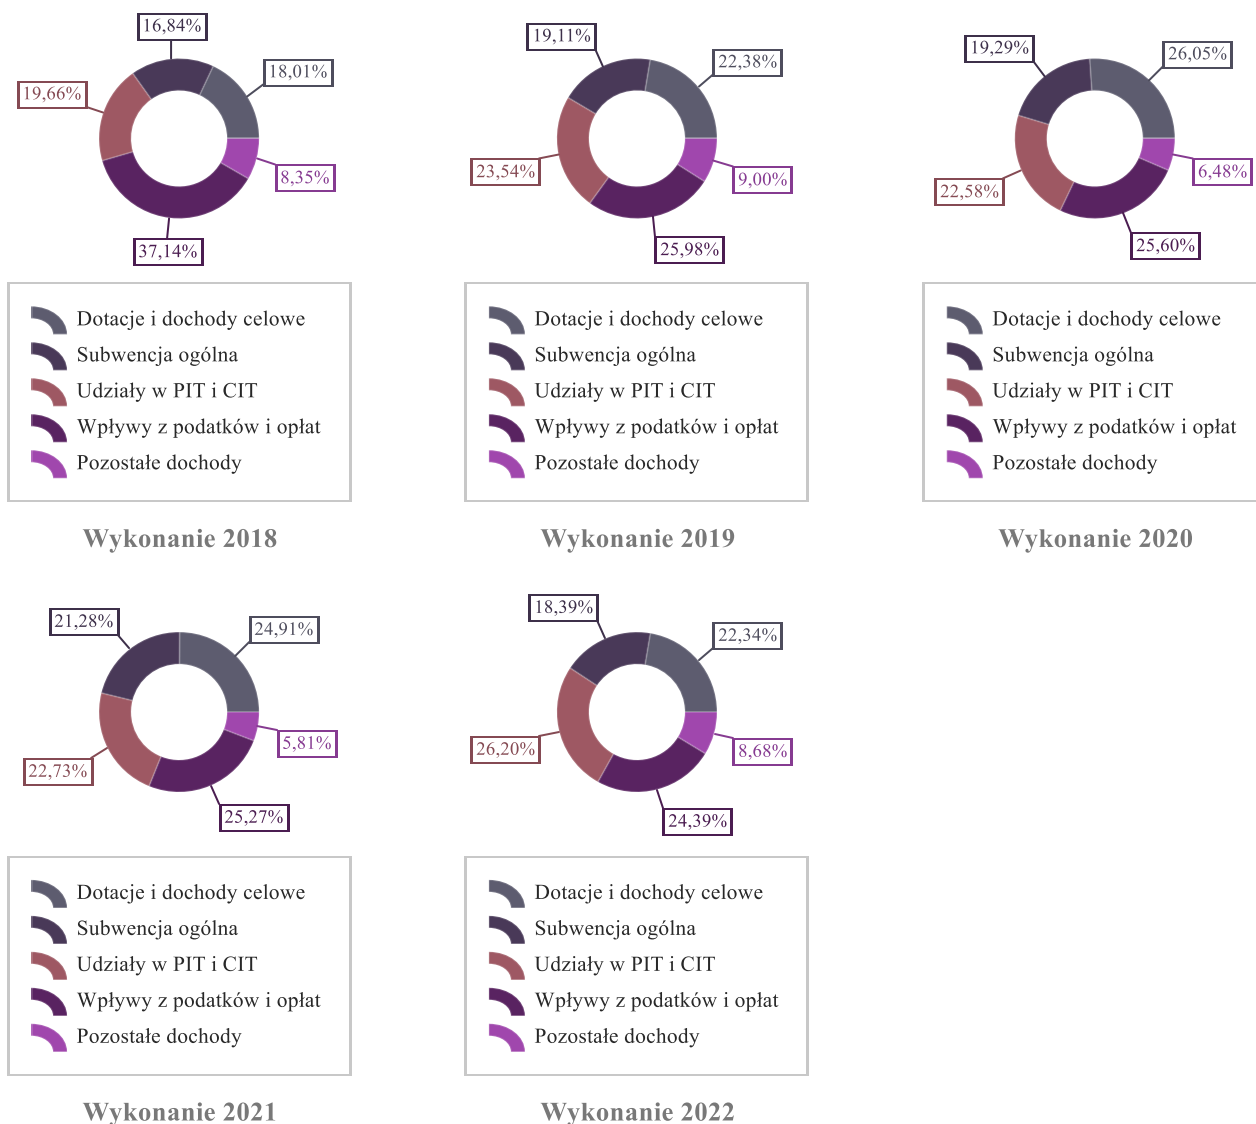 16,84%
18,01%
19,66%
8,35%
37,14%
Dotacje i dochody celowe
Subwencja ogólna
Udziały w PIT i CIT
Wpływy z podatków i opłat
Pozostałe dochody
Wykonanie 2018
19,11%
22,38%
23,54%
9,00%
25,98%
Dotacje i dochody celowe
Subwencja ogólna
Udziały w PIT i CIT
Wpływy z podatków i opłat
Pozostałe dochody
Wykonanie 2019
19,29%
26,05%
22,58%
6,48%
25,60%
Dotacje i dochody celowe
Subwencja ogólna
Udziały w PIT i CIT
Wpływy z podatków i opłat
Pozostałe dochody
Wykonanie 2020
21,28%
24,91%
22,73%
5,81%
25,27%
Dotacje i dochody celowe
Subwencja ogólna
Udziały w PIT i CIT
Wpływy z podatków i opłat
Pozostałe dochody
Wykonanie 2021
18,39%
22,34%
26,20%
8,68%
24,39%
Dotacje i dochody celowe
Subwencja ogólna
Udziały w PIT i CIT
Wpływy z podatków i opłat
Pozostałe dochody
Wykonanie 2022